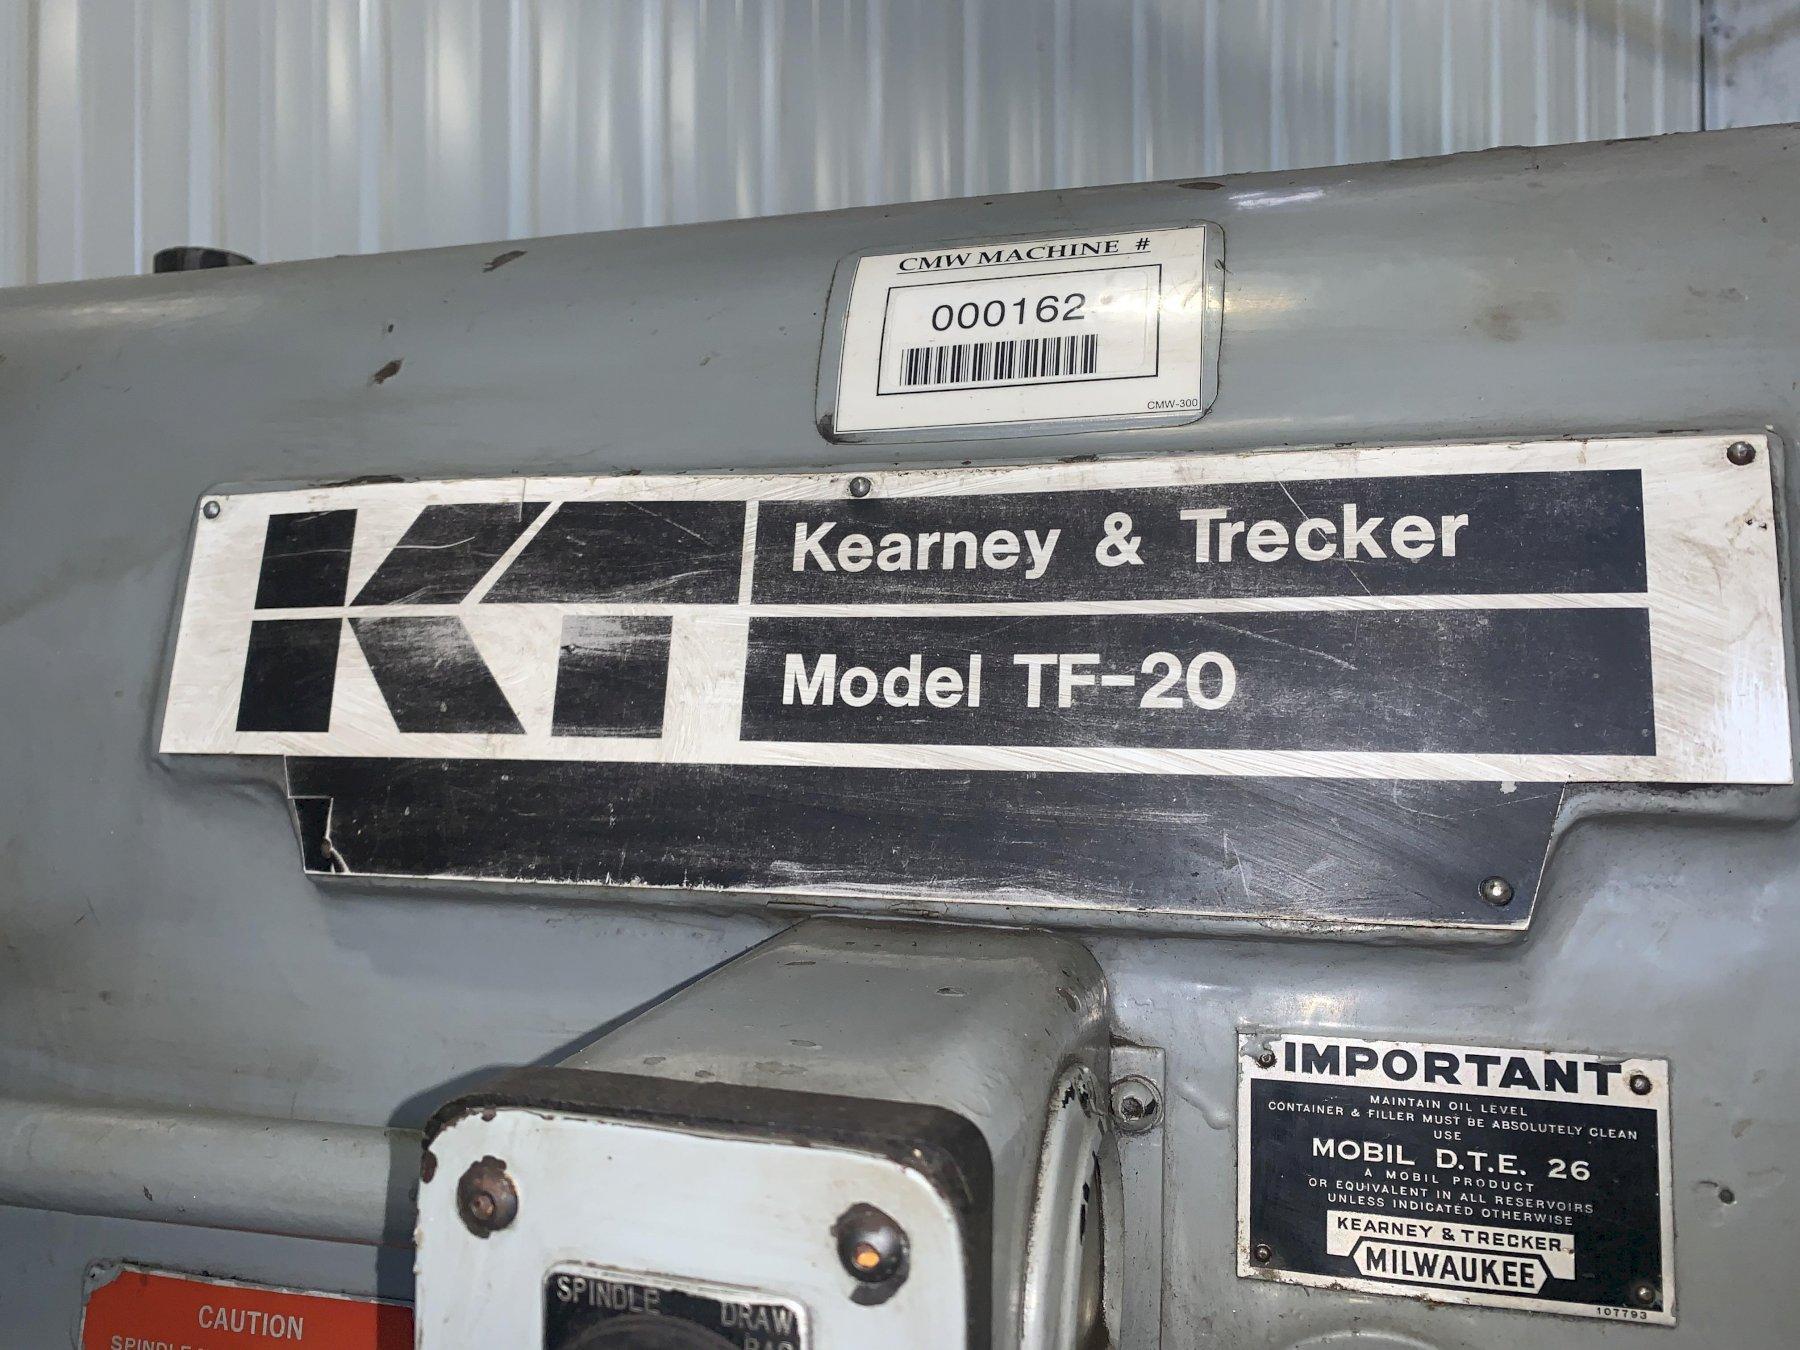 CMW MACHINE #
000162
CMW-300
KT
Kearney & Trecker
Model TF-20
IMPORTANT
MAINTAIN OIL LEVEL
CONTAINER & FILLER MUST BE ABSOLUTELY CLEAN
USE
MOBIL D.T.E. 26
A MOBIL PRODUCT
OR EQUIVALENT IN ALL RESERVOIRS
UNLESS INDICATED OTHERWISE
KEARNEY & TRECKER
MILWAUKEE
107793
SPINDLE DRAW
CAUTION